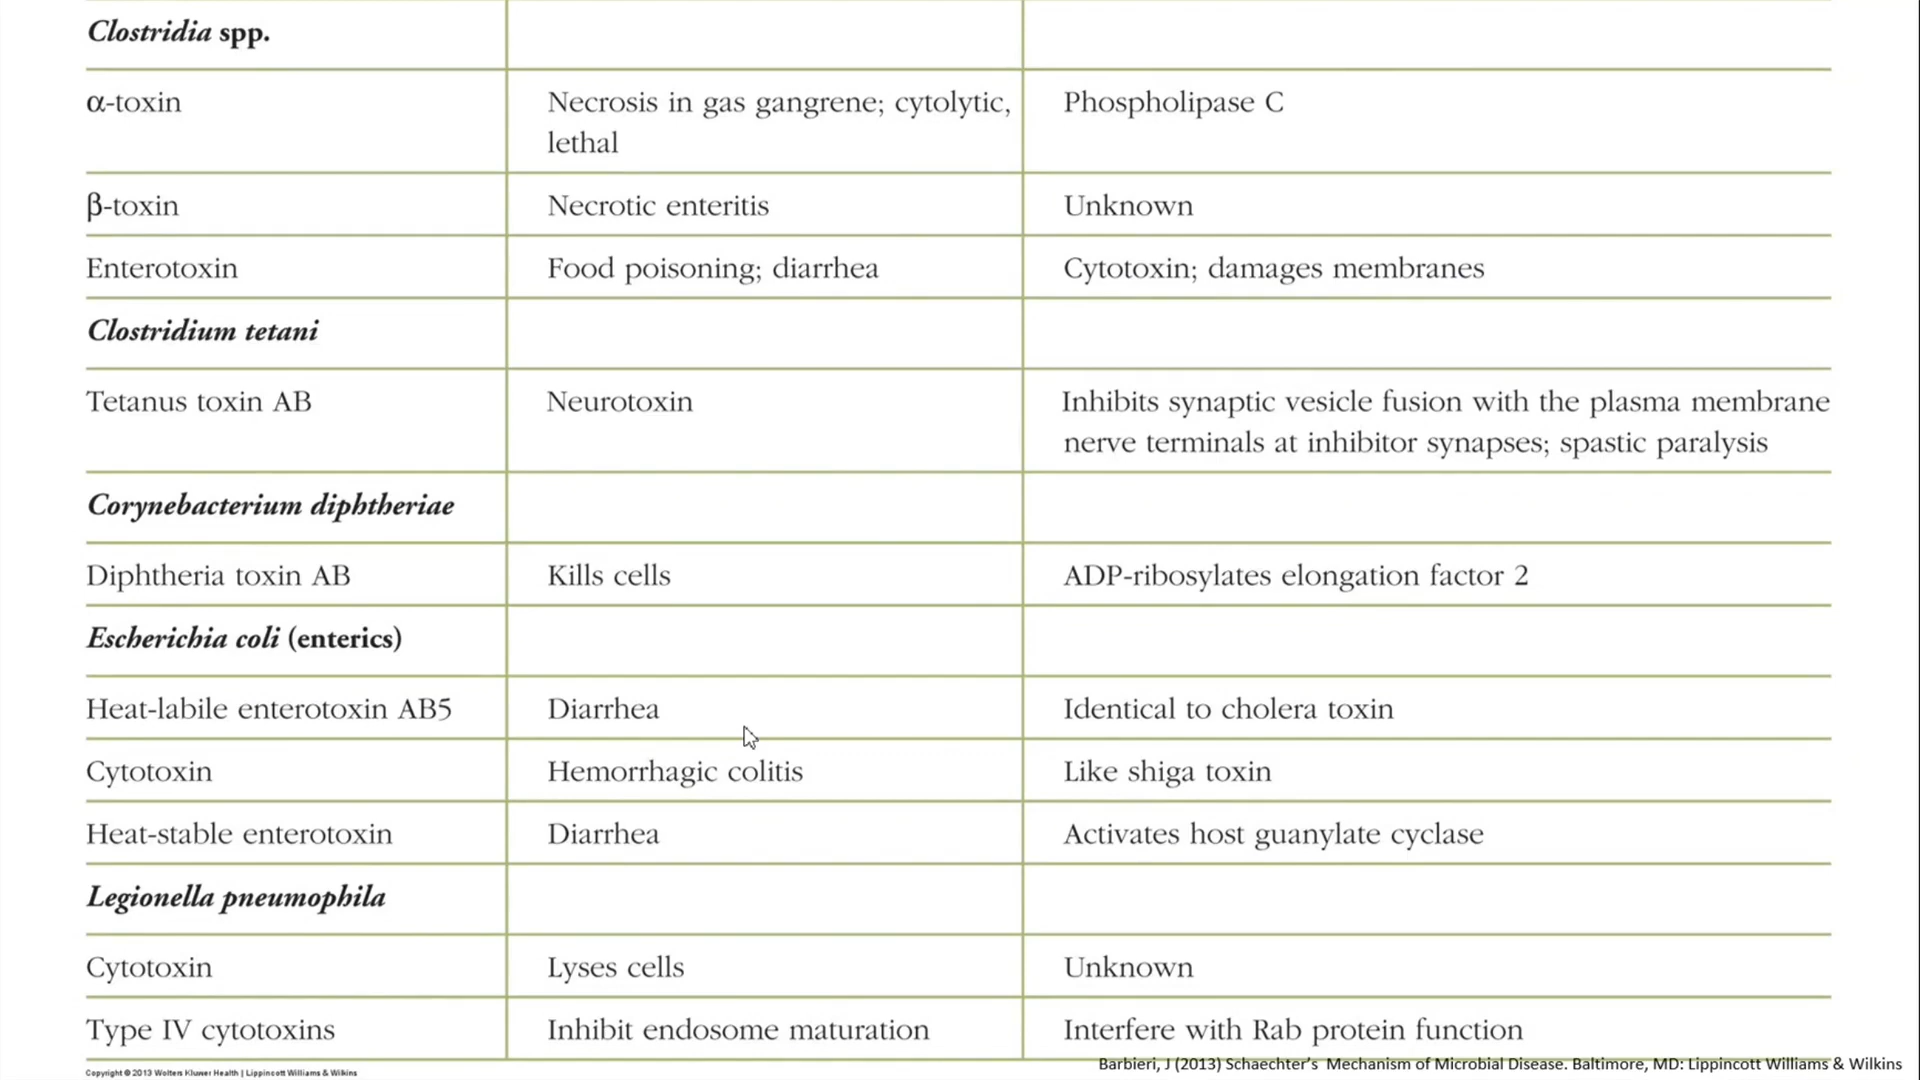 Clostridia spp.
α-toxin Necrosis in gas gangrene; cytolytic, Phospholipase C
lethal
β-toxin Necrotic enteritis Unknown
Enterotoxin Food poisoning; diarrhea Cytotoxin; damages membranes
Clostridium tetani
Tetanus toxin AB Neurotoxin Inhibits synaptic vesicle fusion with the plasma membrane
nerve terminals at inhibitor synapses; spastic paralysis
Corynebacterium diphtheriae
Diphtheria toxin AB Kills cells ADP-ribosylates elongation factor 2
Escherichia coli (enterics)
Heat-labile enterotoxin AB5 Diarrhea Identical to cholera toxin
Cytotoxin Hemorrhagic colitis Like shiga toxin
Heat-stable enterotoxin Diarrhea Activates host guanylate cyclase
Legionella pneumophila
Cytotoxin Lyses cells Unknown
Type IV cytotoxins Inhibit endosome maturation Interfere with Rab protein function
Barbieri, J (2013) Schaechter's Mechanism of Microbial Disease. Baltimore, MD: Lippincott Williams & Wilkins
Copyright © 2013 Wolters Kluwer Health | Lippincott Williams & Wilkins